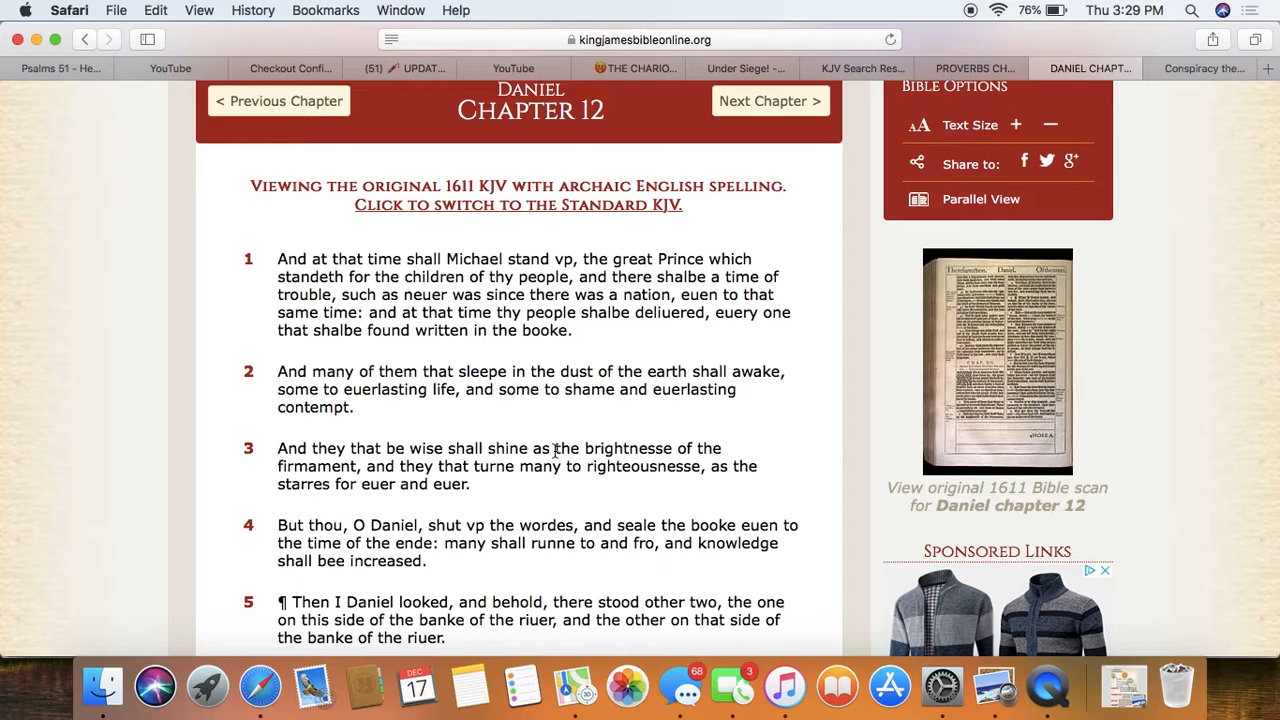 Safari File Edit View History Bookmarks Window Help 76% Thu 3:29 PM
kingjamesbibleonline.org
Psalms 51 - He... YouTube Checkout Confi... (51) UPDAT... YouTube THE CHARIO... Under Siege! -... KJV Search Res... PROVERBS CH... DANIEL CHAPT... Conspiracy the... +
< Previous Chapter
DANIEL
CHAPTER 12
Next Chapter >
VIEWING THE ORIGINAL 1611 KJV WITH ARCHAIC ENGLISH SPELLING.
CLICK TO SWITCH TO THE STANDARD KJV.
1 And at that time shall Michael stand vp, the great Prince which
standeth for the children of thy people, and there shalbe a time of
trouble, such as neuer was since there was a nation, euen to that
same time: and at that time thy people shalbe deliuered, euery one
that shalbe found written in the booke.
2 And many of them that sleepe in the dust of the earth shall awake,
some to euerlasting life, and some to shame and euerlasting
contempt.
3 And they that be wise shall shine as the brightnesse of the
firmament, and they that turne many to righteousnesse, as the
starres for euer and euer.
4 But thou, O Daniel, shut vp the wordes, and seale the booke euen to
the time of the ende: many shall runne to and fro, and knowledge
shall bee increased.
5 ¶ Then I Daniel looked, and behold, there stood other two, the one
on this side of the banke of the riuer, and the other on that side of
the banke of the riuer.
BIBLE OPTIONS
AA Text Size + —
Share to: f g+
Parallel View
Daniel.
View original 1611 Bible scan
for Daniel chapter 12
SPONSORED LINKS
DEC
17
30
68
3